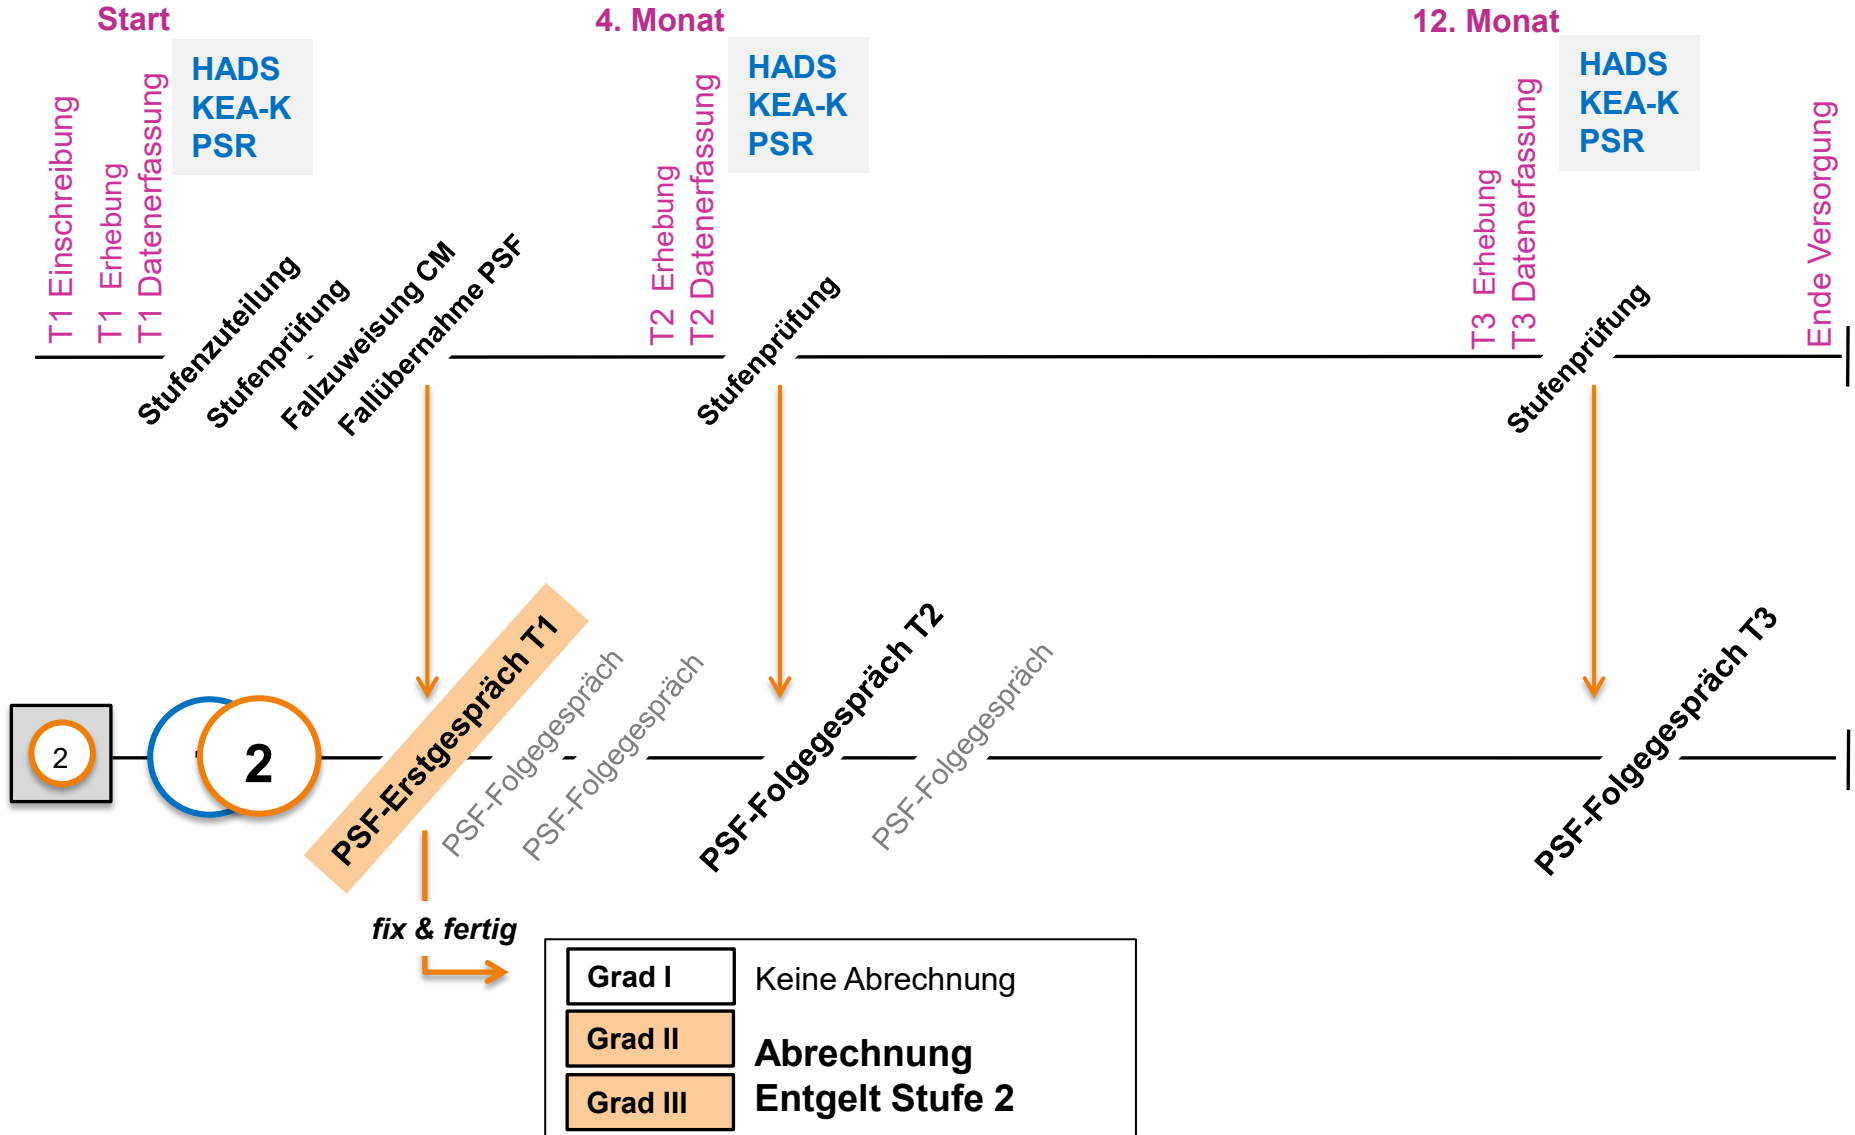 Start
4. Monat
12. Monat
HADS
KEA-K
PSR
HADS
KEA-K
PSR
HADS
KEA-K
PSR
T1 Einschreibung
T1 Erhebung
T1 Datenerfassung
T2 Erhebung
T2 Datenerfassung
T3 Erhebung
T3 Datenerfassung
Ende Versorgung
Stufenzuteilung
Stufenprüfung
Fallzuweisung CM
Fallübernahme PSF
Stufenprüfung
Stufenprüfung
2
2
PSF-Erstgespräch T1
PSF-Folgegespräch
PSF-Folgegespräch
PSF-Folgegespräch T2
PSF-Folgegespräch
PSF-Folgegespräch T3
fix & fertig
Grad I
Keine Abrechnung
Grad II
Grad III
Abrechnung
Entgelt Stufe 2